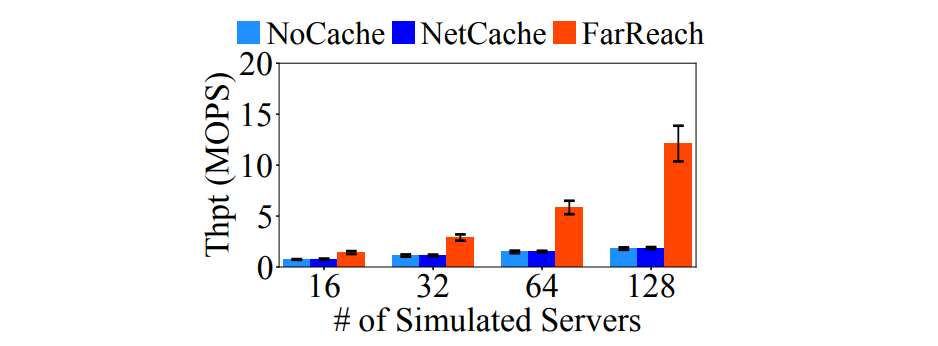 NoCache NetCache FarReach
Thpt (MOPS)
20
15
10
5
0
16 32 64 128
# of Simulated Servers